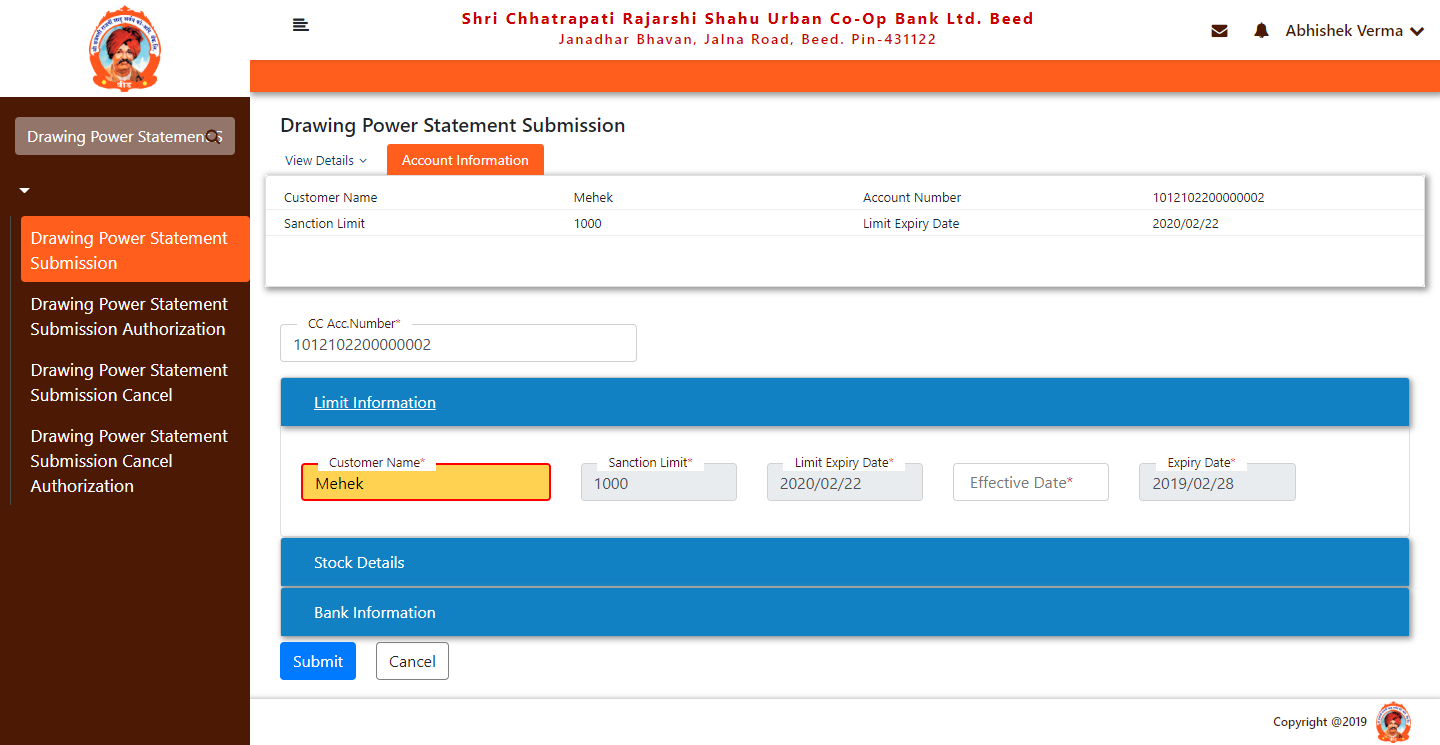 Shri Chhatrapati Rajarshi Shahu Urban Co-Op Bank Ltd. Beed
Janadhar Bhavan, Jalna Road, Beed. Pin-431122
Abhishek Verma
बीड
Drawing Power Statement S
Drawing Power Statement
Submission
Drawing Power Statement
Submission Authorization
Drawing Power Statement
Submission Cancel
Drawing Power Statement
Submission Cancel
Authorization
Drawing Power Statement Submission
View Details
Account Information
Customer Name Mehek Account Number 1012102200000002
Sanction Limit 1000 Limit Expiry Date 2020/02/22
CC Acc.Number*
1012102200000002
Limit Information
Customer Name* Sanction Limit* Limit Expiry Date* Expiry Date*
Mehek 1000 2020/02/22 Effective Date* 2019/02/28
Stock Details
Bank Information
Submit Cancel
Copyright @2019